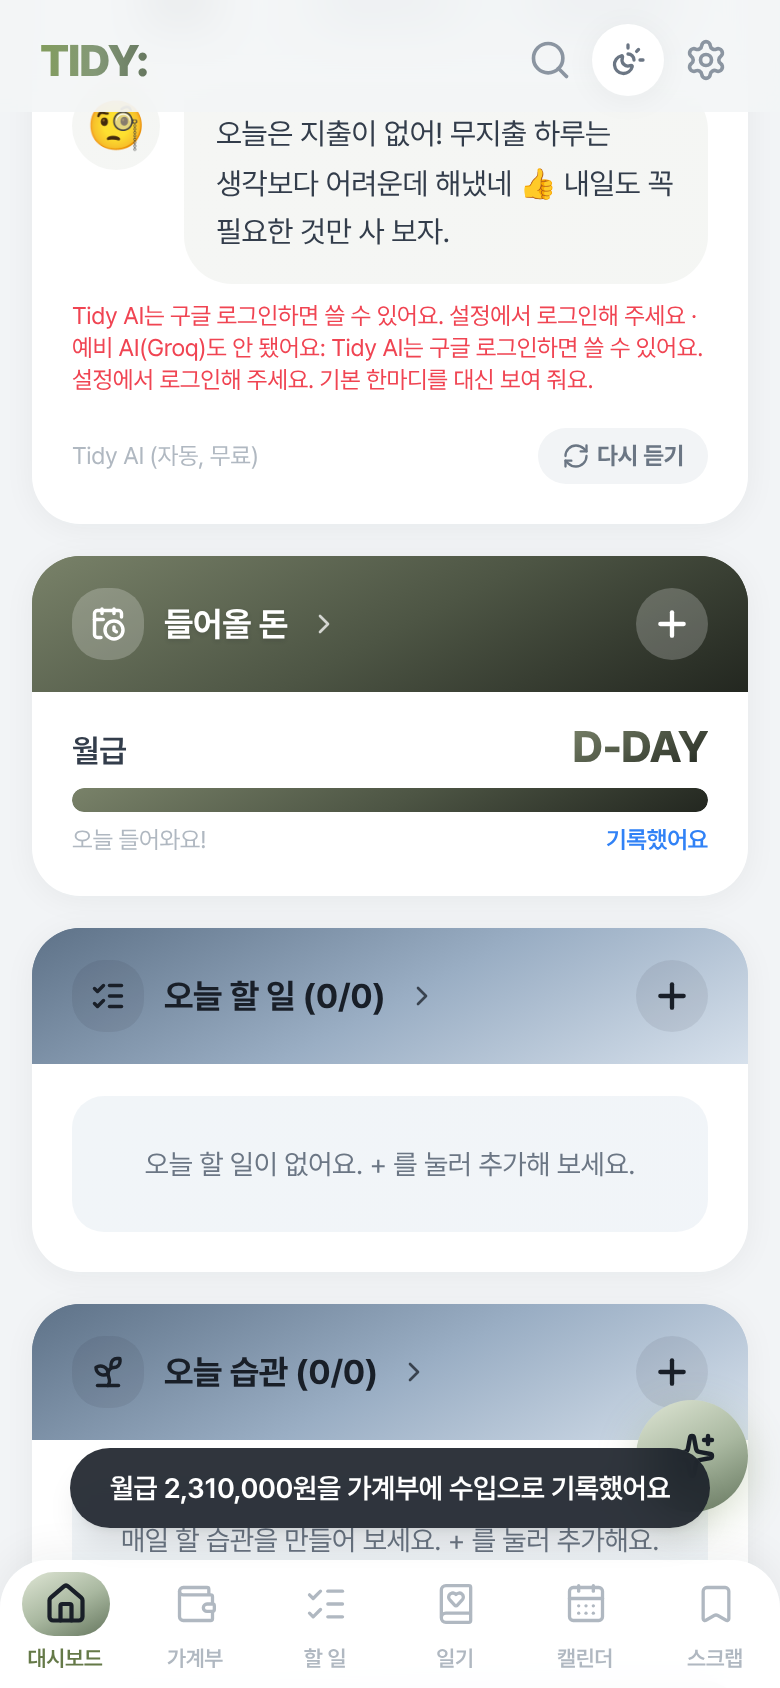 TIDY:
오늘은 지출이 없어! 무지출 하루는
생각보다 어려운데 해냈네 👍 내일도 꼭
필요한 것만 사 보자.
Tidy AI는 구글 로그인하면 쓸 수 있어요. 설정에서 로그인해 주세요 ·
예비 AI(Groq)도 안 됐어요: Tidy AI는 구글 로그인하면 쓸 수 있어요.
설정에서 로그인해 주세요. 기본 한마디를 대신 보여 줘요.
Tidy AI (자동, 무료)
다시 듣기
들어올 돈
월급
D-DAY
오늘 들어와요!
기록했어요
오늘 할 일 (0/0)
오늘 할 일이 없어요. + 를 눌러 추가해 보세요.
오늘 습관 (0/0)
월급 2,310,000원을 가계부에 수입으로 기록했어요
매일 할 습관을 만들어 보세요. + 를 눌러 추가해요.
대시보드
가계부
할 일
일기
캘린더
스크랩